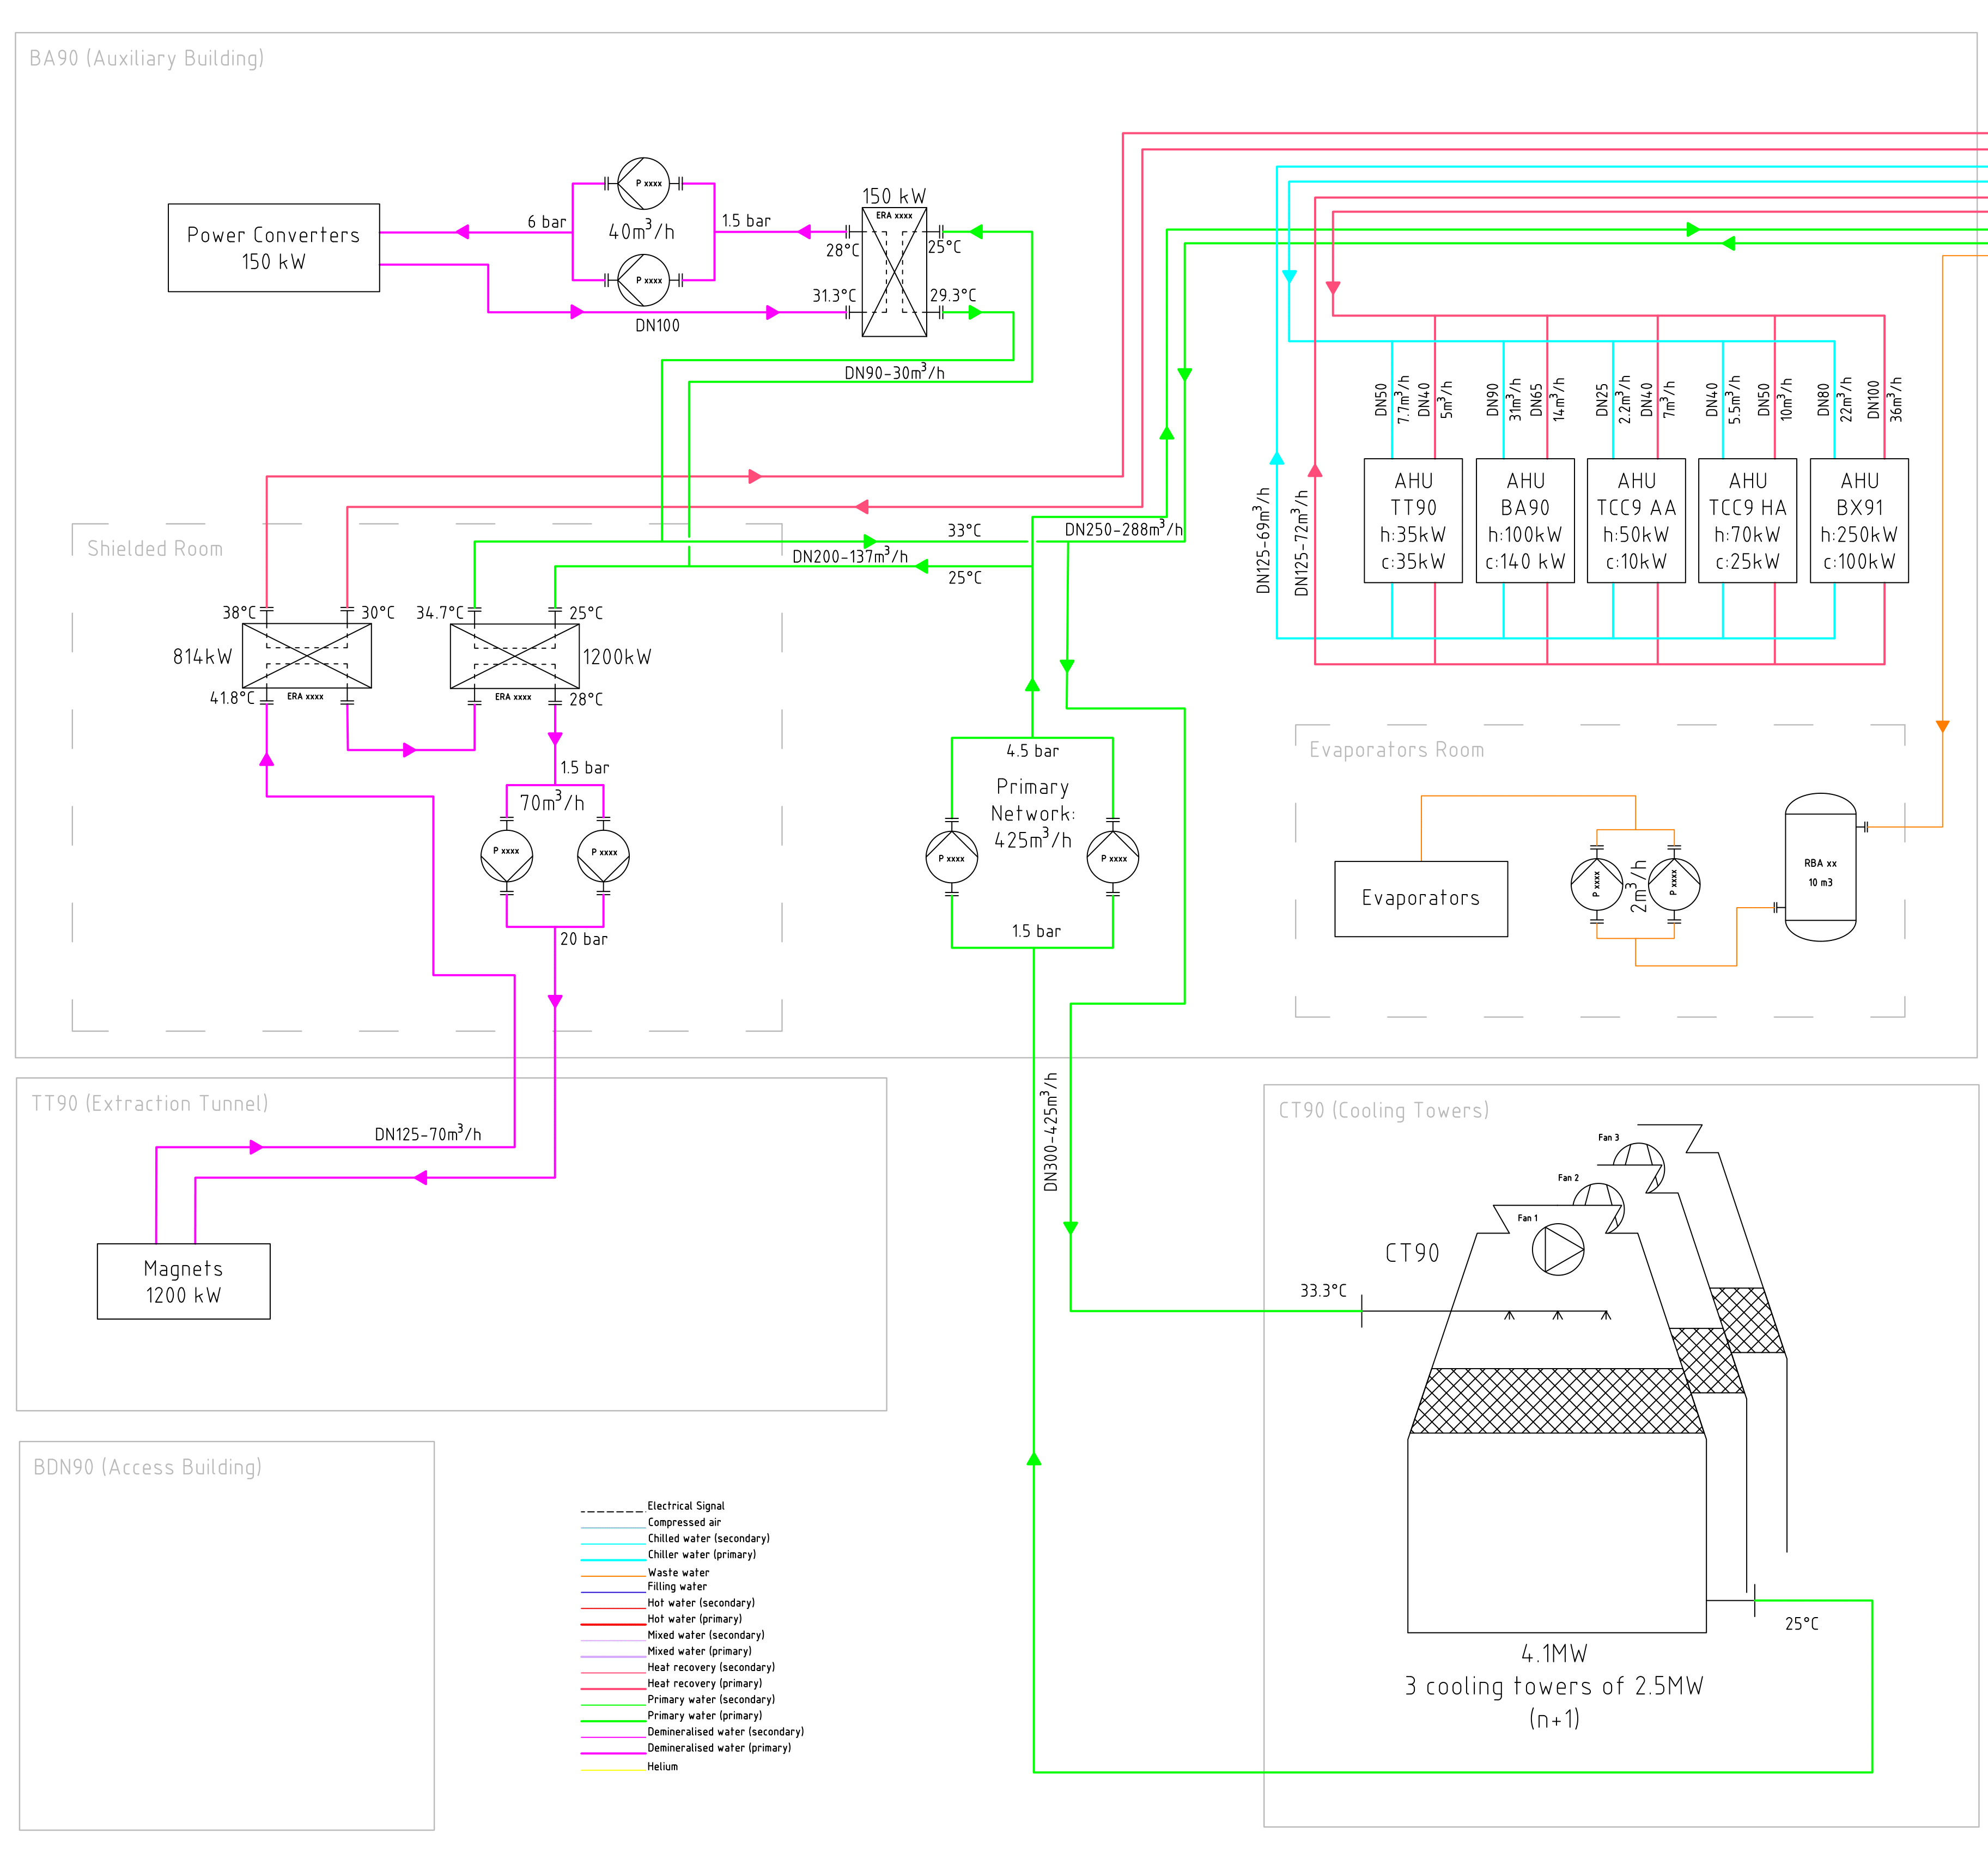 BA90 (Auxiliary Building)
Power Converters
150 kW
6 bar
P xxxx
40m³/h
P xxxx
1.5 bar
DN100
150 kW
ERA xxxx
28°C
25°C
31.3°C
29.3°C
DN90-30m³/h
DN50
7.7m³/h
DN40
5m³/h
DN90
31m³/h
DN65
14m³/h
DN25
2.2m³/h
DN40
7m³/h
DN40
5.5m³/h
DN50
10m³/h
DN80
22m³/h
DN100
36m³/h
AHU
TT90
h:35kW
c:35kW
AHU
BA90
h:100kW
c:140 kW
AHU
TCC9 AA
h:50kW
c:10kW
AHU
TCC9 HA
h:70kW
c:25kW
AHU
BX91
h:250kW
c:100kW
DN125-69m³/h
DN125-72m³/h
Shielded Room
33°C
DN250-288m³/h
DN200-137m³/h
25°C
38°C
30°C
34.7°C
25°C
814kW
1200kW
41.8°C
ERA xxxx
ERA xxxx
28°C
1.5 bar
70m³/h
P xxxx
P xxxx
20 bar
4.5 bar
Primary
Network:
425m³/h
P xxxx
P xxxx
1.5 bar
Evaporators Room
Evaporators
P xxxx
2m³/h
P xxxx
RBA xx
10 m3
TT90 (Extraction Tunnel)
DN125-70m³/h
Magnets
1200 kW
DN300-425m³/h
CT90 (Cooling Towers)
Fan 3
Fan 2
Fan 1
CT90
33.3°C
25°C
4.1MW
3 cooling towers of 2.5MW
(n+1)
BDN90 (Access Building)
Electrical Signal
Compressed air
Chilled water (secondary)
Chiller water (primary)
Waste water
Filling water
Hot water (secondary)
Hot water (primary)
Mixed water (secondary)
Mixed water (primary)
Heat recovery (secondary)
Heat recovery (primary)
Primary water (secondary)
Primary water (primary)
Demineralised water (secondary)
Demineralised water (primary)
Helium